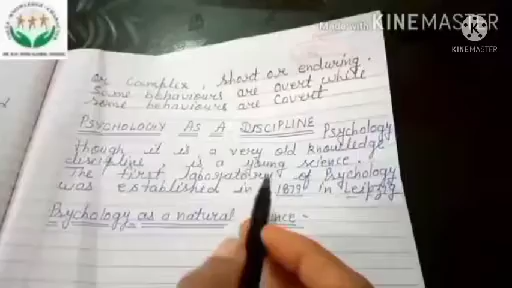 Made with KINEMASTER
KINEMASTER
or complex, short or enduring.
Some behaviours are overt while
some behaviours are covert
PSYCHOLOGY AS A DISCIPLINE Psychology
though it is a very old knowledge
discipline, is a young science.
The first laboratory of Psychology
was established in 1879 in Leipzig
Psychology as a natural